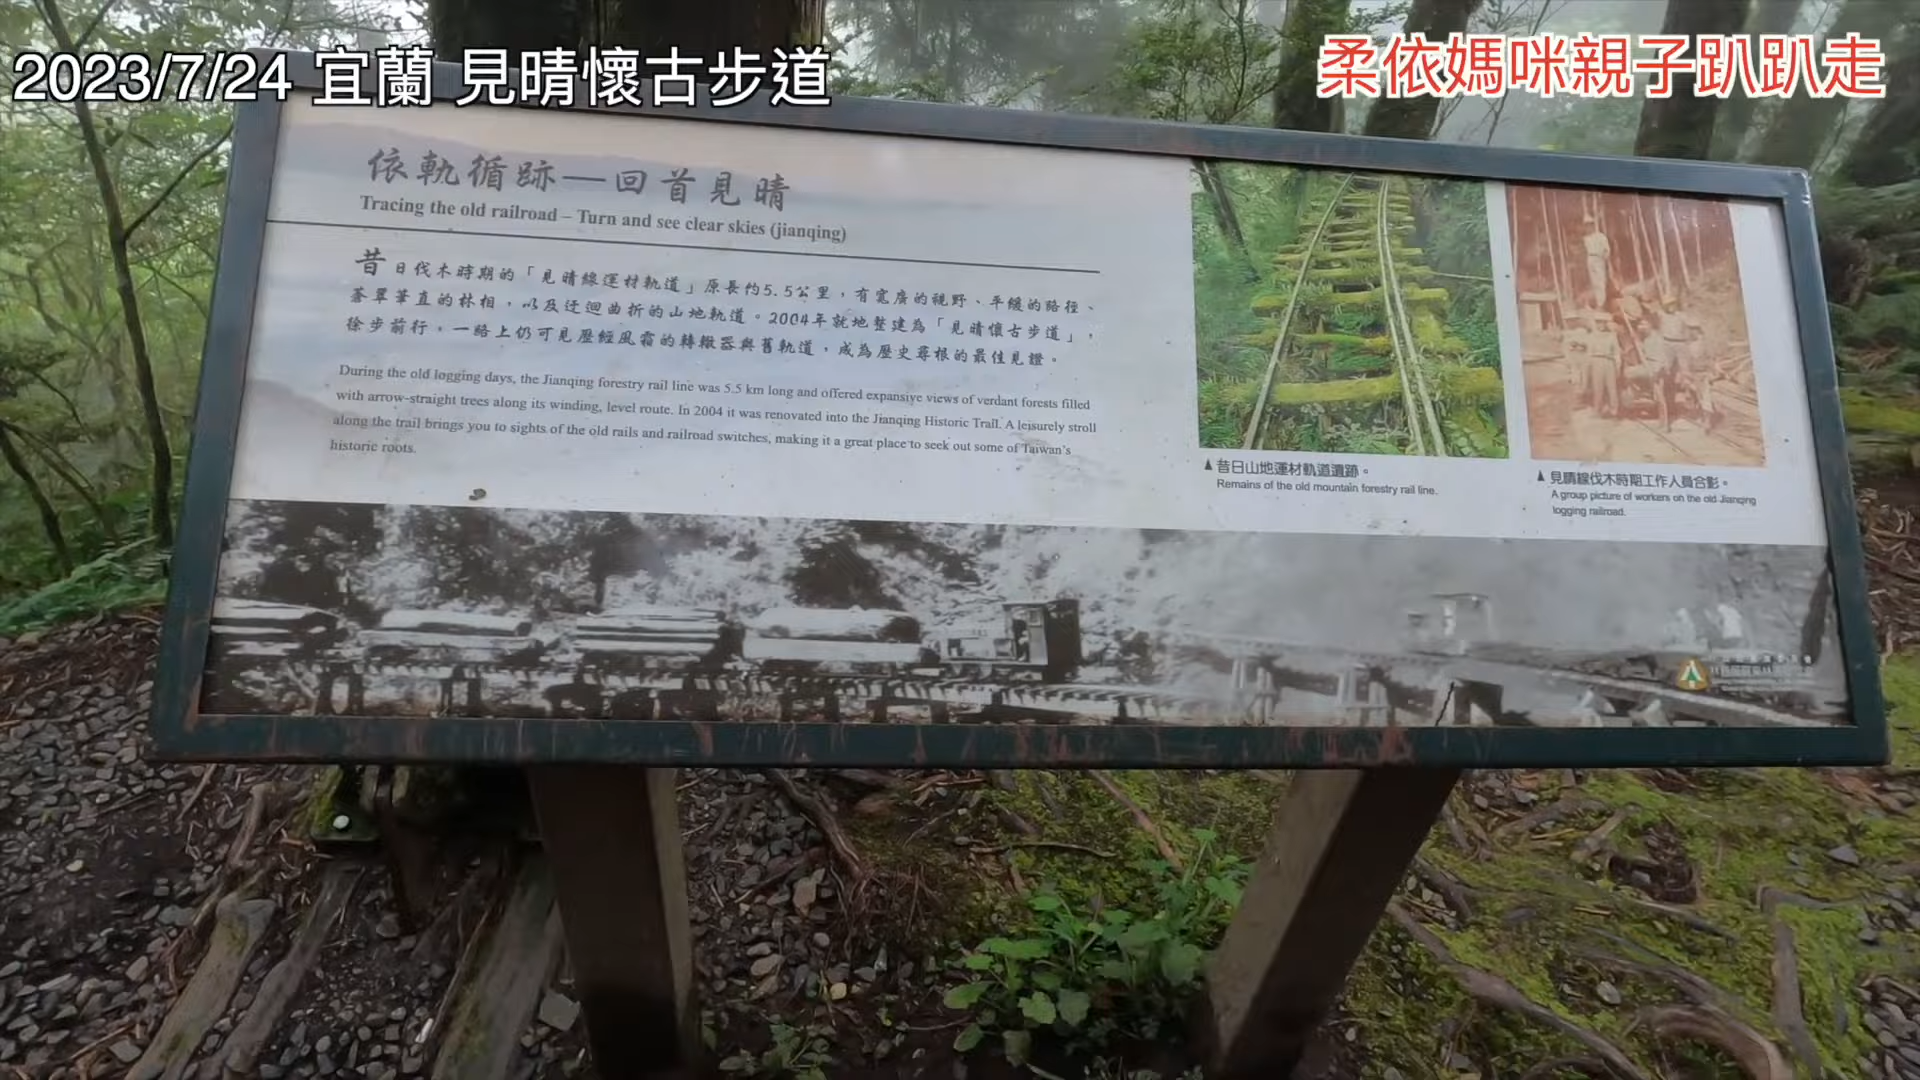 2023/7/24 宜蘭 見晴懷古步道
柔依媽咪親子趴趴走
依軌循跡—回首見晴
Tracing the old railroad – Turn and see clear skies (jianqing)
昔日伐木時期的「見晴線運材軌道」原長約5.5公里，有寬廣的視野、平緩的路徑、
蒼翠筆直的林相，以及迂迴曲折的山地軌道。2004年就地整建為「見晴懷古步道」，
徐步前行，一路上仍可見歷經風霜的轉轍器與舊軌道，成為歷史尋根的最佳見證。
During the old logging days, the Jianqing forestry rail line was 5.5 km long and offered expansive views of verdant forests filled
with arrow-straight trees along its winding, level route. In 2004 it was renovated into the Jianqing Historic Trail. A leisurely stroll
along the trail brings you to sights of the old rails and railroad switches, making it a great place to seek out some of Taiwan's
historic roots.
▲昔日山地運材軌道遺跡。
Remains of the old mountain forestry rail line.
▲見晴線伐木時期工作人員合影。
A group picture of workers on the old Jianqing
logging railroad.